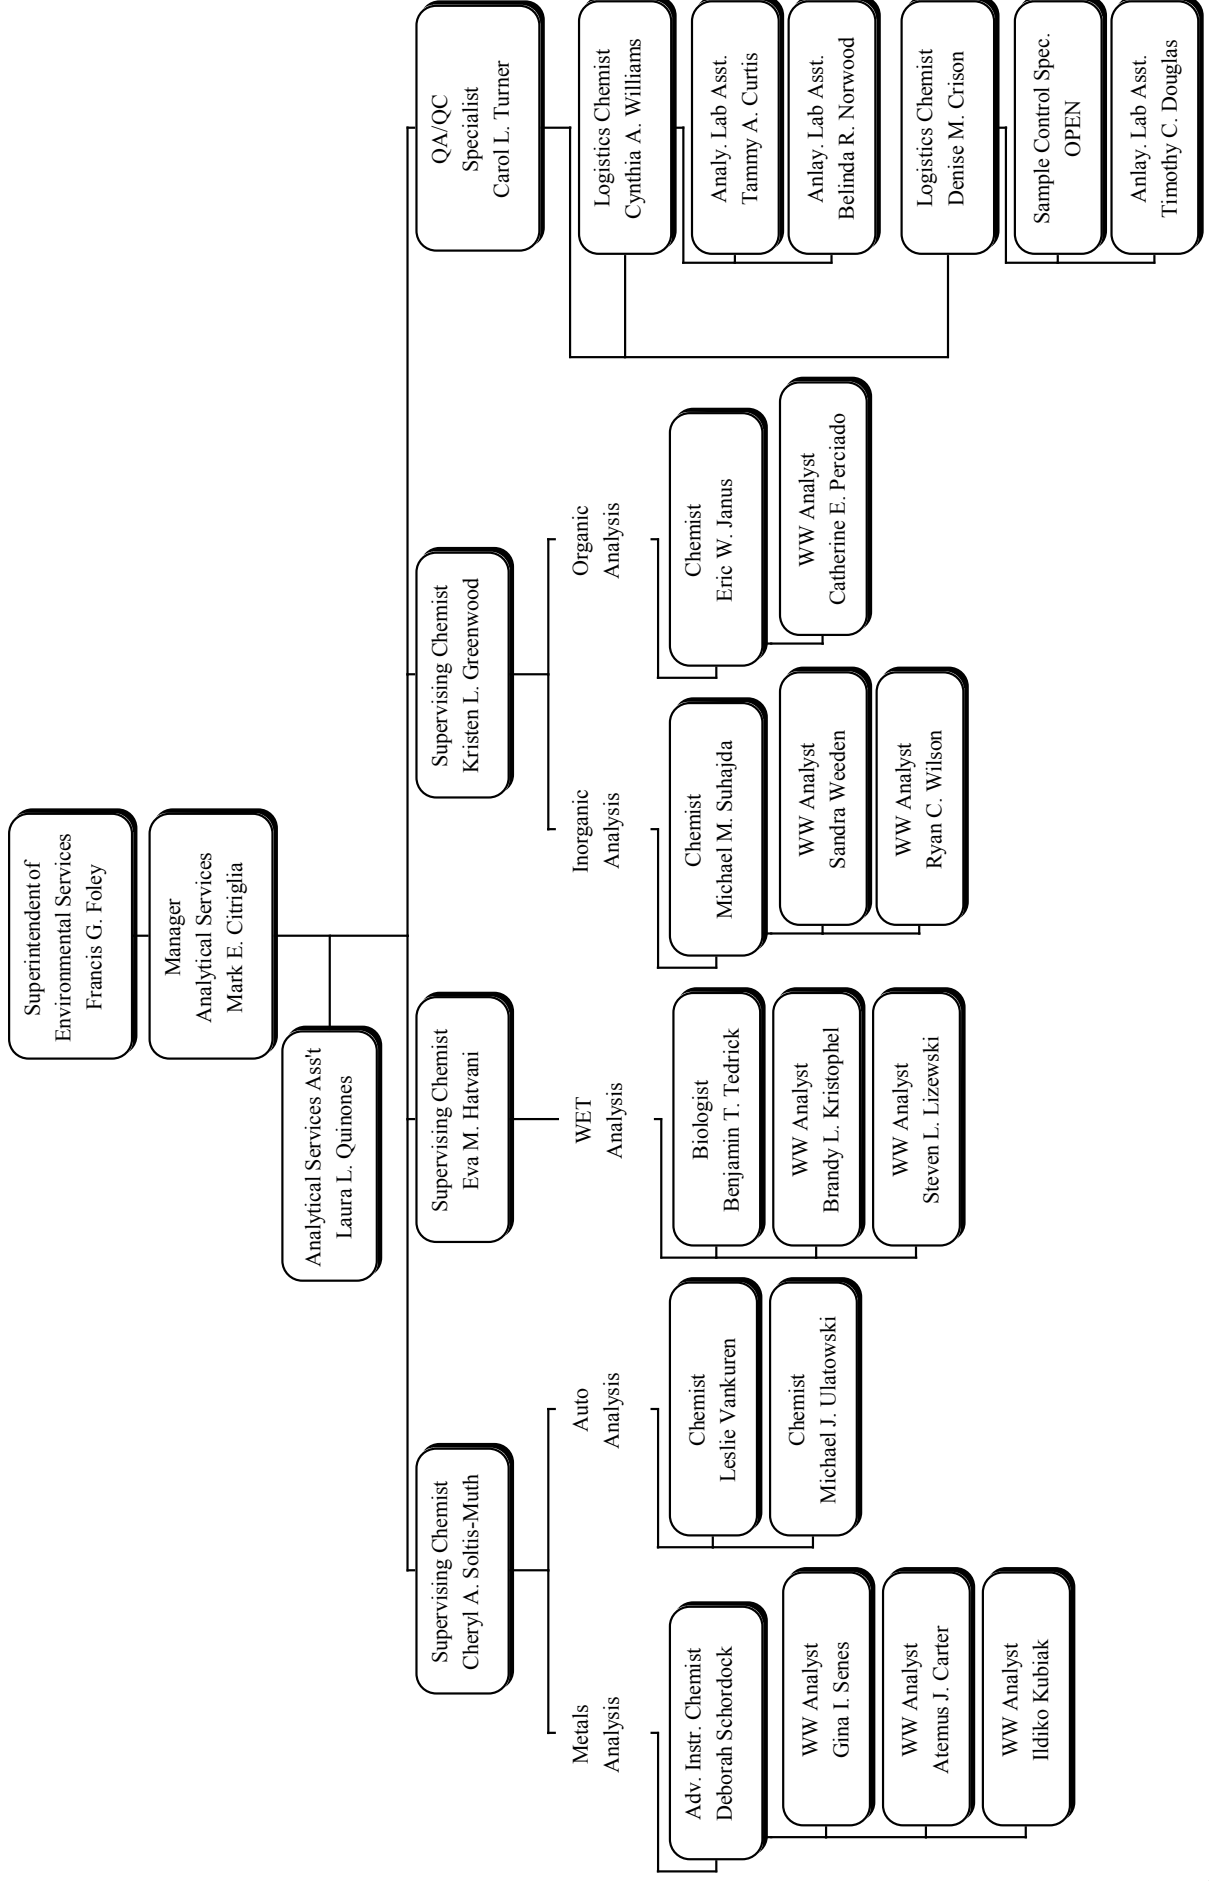 Superintendent of
Environmental Services
Francis G. Foley
Manager
Analytical Services
Mark E. Citriglia
Analytical Services Ass't
Laura L. Quinones
Supervising Chemist
Cheryl A. Soltis-Muth
Supervising Chemist
Eva M. Hatvani
Supervising Chemist
Kristen L. Greenwood
QA/QC
Specialist
Carol L. Turner
Metals
Analysis
Adv. Instr. Chemist
Deborah Schordock
WW Analyst
Gina I. Senes
WW Analyst
Atemus J. Carter
WW Analyst
Ildiko Kubiak
Auto
Analysis
Chemist
Leslie Vankuren
Chemist
Michael J. Ulatowski
WET
Analysis
Biologist
Benjamin T. Tedrick
WW Analyst
Brandy L. Kristophel
WW Analyst
Steven L. Lizewski
Inorganic
Analysis
Chemist
Michael M. Suhajda
WW Analyst
Sandra Weeden
WW Analyst
Ryan C. Wilson
Organic
Analysis
Chemist
Eric W. Janus
WW Analyst
Catherine E. Perciado
Logistics Chemist
Cynthia A. Williams
Analy. Lab Asst.
Tammy A. Curtis
Anlay. Lab Asst.
Belinda R. Norwood
Logistics Chemist
Denise M. Crison
Sample Control Spec.
OPEN
Anlay. Lab Asst.
Timothy C. Douglas